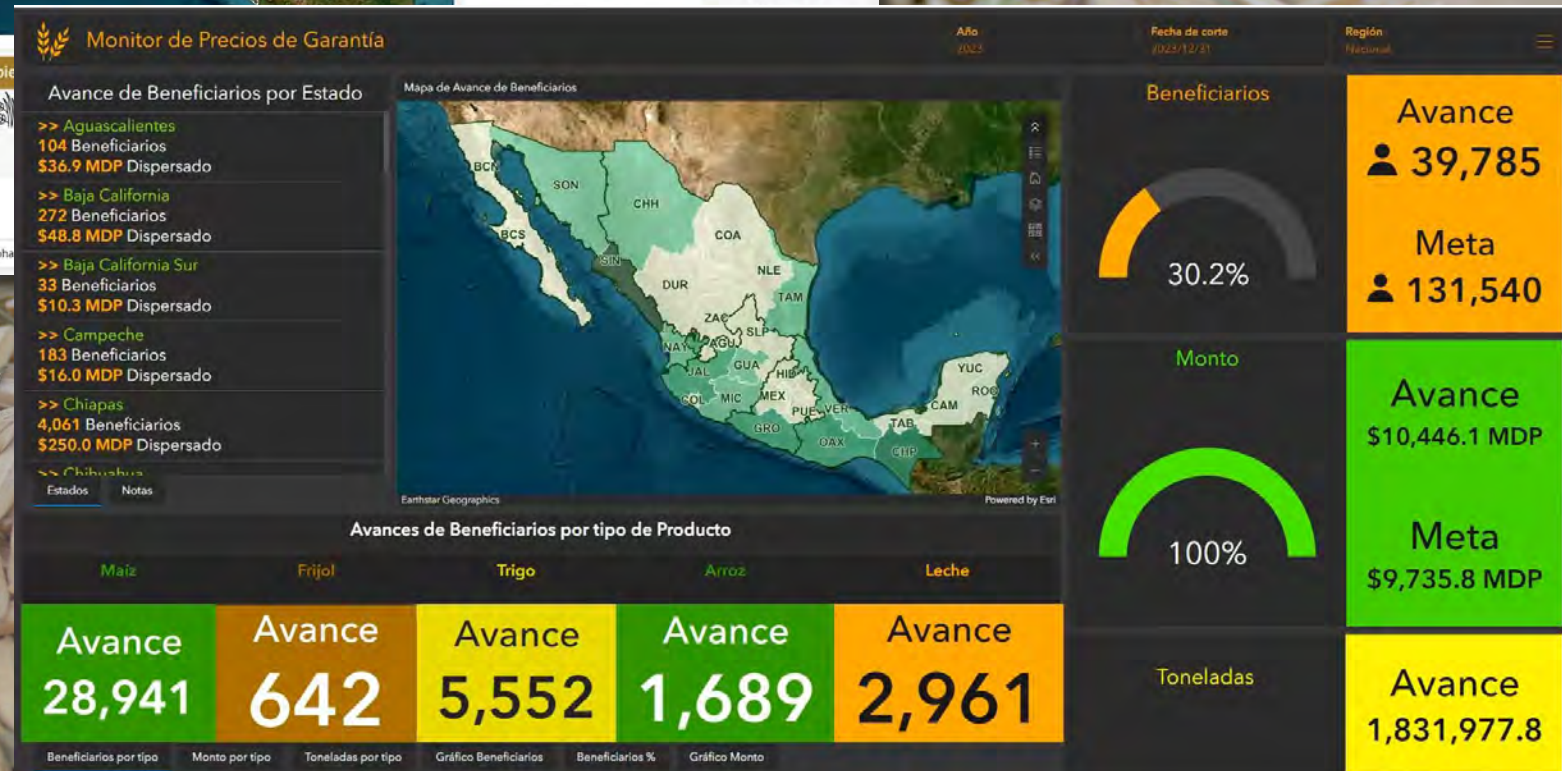 Monitor de Precios de Garantía
Año
2023
Fecha de corte
2023/12/31
Región
Nacional
Avance de Beneficiarios por Estado
>> Aguascalientes
104 Beneficiarios
$36.9 MDP Dispersado
>> Baja California
272 Beneficiarios
$48.8 MDP Dispersado
>> Baja California Sur
33 Beneficiarios
$10.3 MDP Dispersado
>> Campeche
183 Beneficiarios
$16.0 MDP Dispersado
>> Chiapas
4,061 Beneficiarios
$250.0 MDP Dispersado
>> Chihuahua
Estados
Notas
Mapa de Avance de Beneficiarios
BCN
SON
CHH
BCS
COA
SIN
NLE
DUR
TAM
ZAC
SLP
NAY
AGU
GUA
JAL
HID
YUC
COL
MIC
MEX
ROO
PUE
VER
CAM
TAB
GRO
OAX
CHP
Earthstar Geographics
Powered by Esri
Beneficiarios
30.2%
Avance
39,785
Meta
131,540
Monto
100%
Avance
$10,446.1 MDP
Meta
$9,735.8 MDP
Toneladas
Avance
1,831,977.8
Avances de Beneficiarios por tipo de Producto
Maíz
Frijol
Trigo
Arroz
Leche
Avance
28,941
Avance
642
Avance
5,552
Avance
1,689
Avance
2,961
Beneficiarios por tipo
Monto por tipo
Toneladas por tipo
Gráfico Beneficiarios
Beneficiarios %
Gráfico Monto